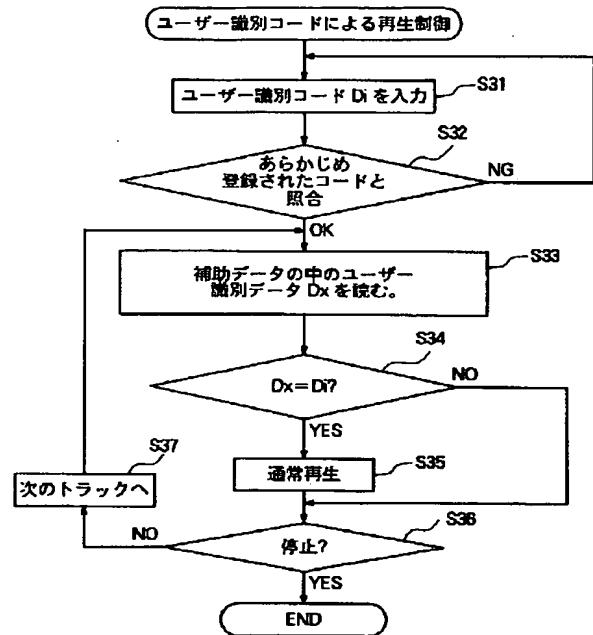 ユーザー識別コードによる再生制御
S31
ユーザー識別コード Di を入力
S32
あらかじめ
登録されたコードと
照合
NG
OK
S33
補助データの中のユーザー
識別データ Dx を読む。
S34
Dx=Di?
NO
YES
S37
S35
通常再生
次のトラックへ
S36
NO
停止?
YES
END